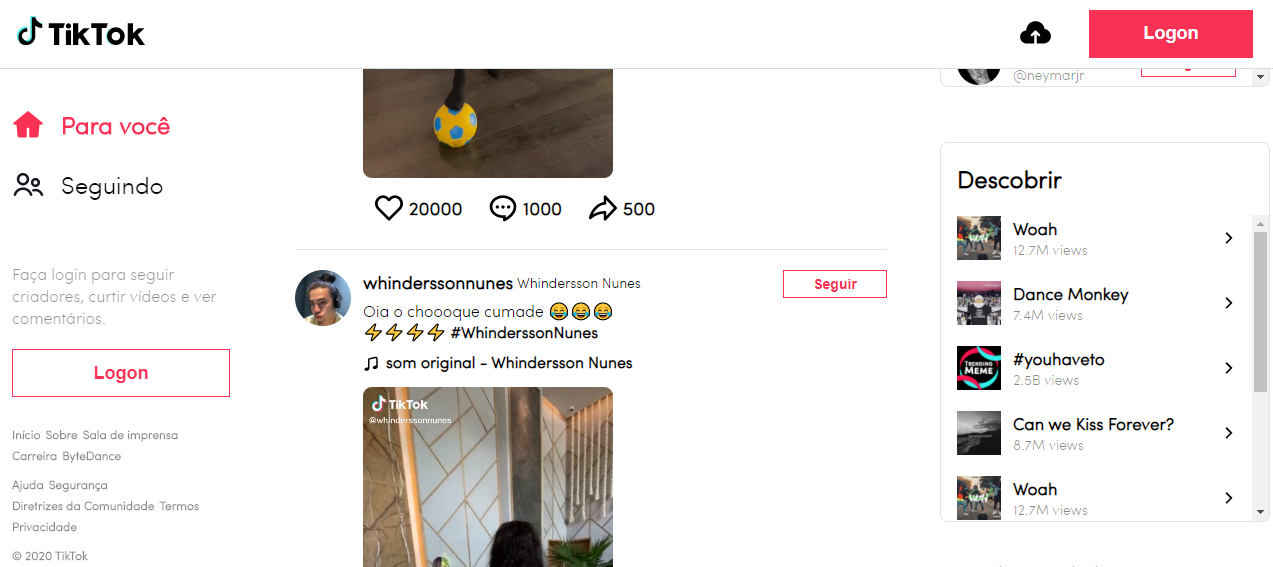 TikTok
Logon
@neymarjr
Para você
Seguindo
Faça login para seguir
criadores, curtir vídeos e ver
comentários.
Logon
Início Sobre Sala de imprensa
Carreira ByteDance
Ajuda Segurança
Diretrizes da Comunidade Termos
Privacidade
© 2020 TikTok
20000 1000 500
whinderssonnunes Whindersson Nunes
Seguir
Oia o choooque cumade 😂😂😂
⚡⚡⚡⚡ #WhinderssonNunes
som original - Whindersson Nunes
TikTok
@whinderssonnunes
Descobrir
Woah
12.7M views
Dance Monkey
7.4M views
TRENDING
MEME
#youhaveto
2.5B views
Can we Kiss Forever?
8.7M views
Woah
12.7M views